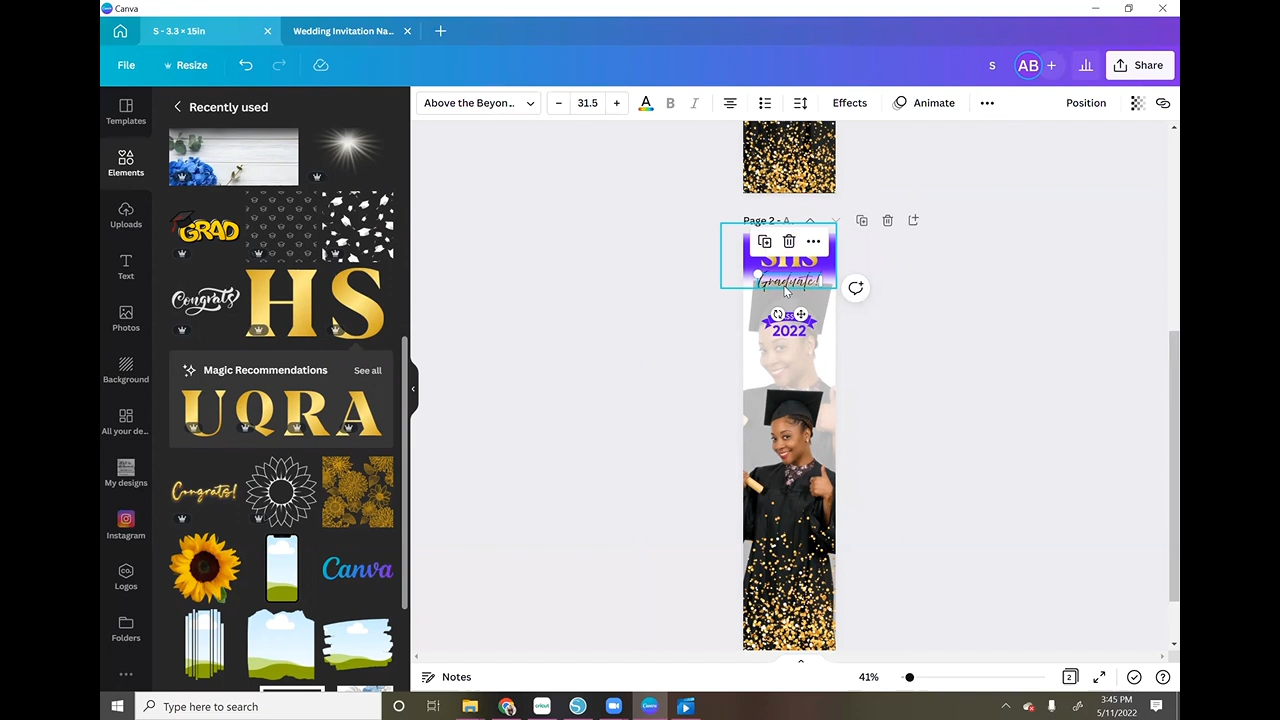 Canva
S - 3.3 × 15in
Wedding Invitation Na...
File
Resize
S
AB
Share
Templates
Elements
Uploads
Text
Photos
Background
All your de...
My designs
Instagram
Logos
Folders
Recently used
GRAD
Congrats
HS
Magic Recommendations
See all
UQRA
Congrats!
Canva
Above the Beyon...
31.5
A
B
I
Effects
Animate
Position
Page 2 - A...
SHS
Graduate!
2022
Notes
41%
2
Type here to search
cricut
Canva
3:45 PM
5/11/2022